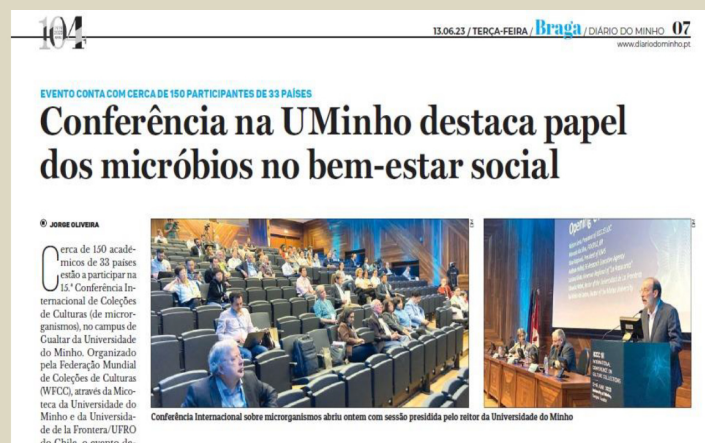 104
13.06.23 / TERÇA-FEIRA / Braga / DIÁRIO DO MINHO 07
www.diariodominho.pt
EVENTO CONTA COM CERCA DE 150 PARTICIPANTES DE 33 PAÍSES
Conferência na UMinho destaca papel
dos micróbios no bem-estar social
JORGE OLIVEIRA
Cerca de 150 acadé-
micos de 33 países
estão a participar na
15.ª Conferência In-
ternacional de Coleções
de Culturas (de micror-
ganismos), no campus de
Gualtar da Universidade
do Minho. Organizado
pela Federação Mundial
de Coleções de Culturas
(WFCC), através da Mico-
teca da Universidade do
Minho e da Universida-
de de la Frontera/UFRO
do Chile, o evento de-
Opening
Conferência Internacional sobre microrganismos abriu ontem com sessão presidida pelo reitor da Universidade do Minho